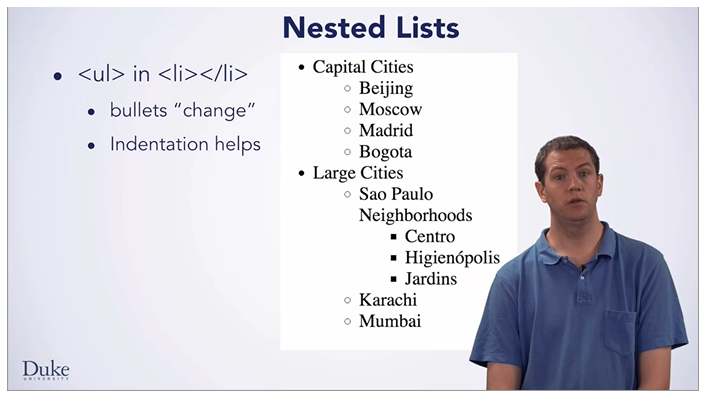 Nested Lists
• <ul> in <li></li>
• bullets “change”
• Indentation helps
• Capital Cities
◦ Beijing
◦ Moscow
◦ Madrid
◦ Bogota
• Large Cities
◦ Sao Paulo
Neighborhoods
▪ Centro
▪ Higienópolis
▪ Jardins
◦ Karachi
◦ Mumbai
Duke
UNIVERSITY